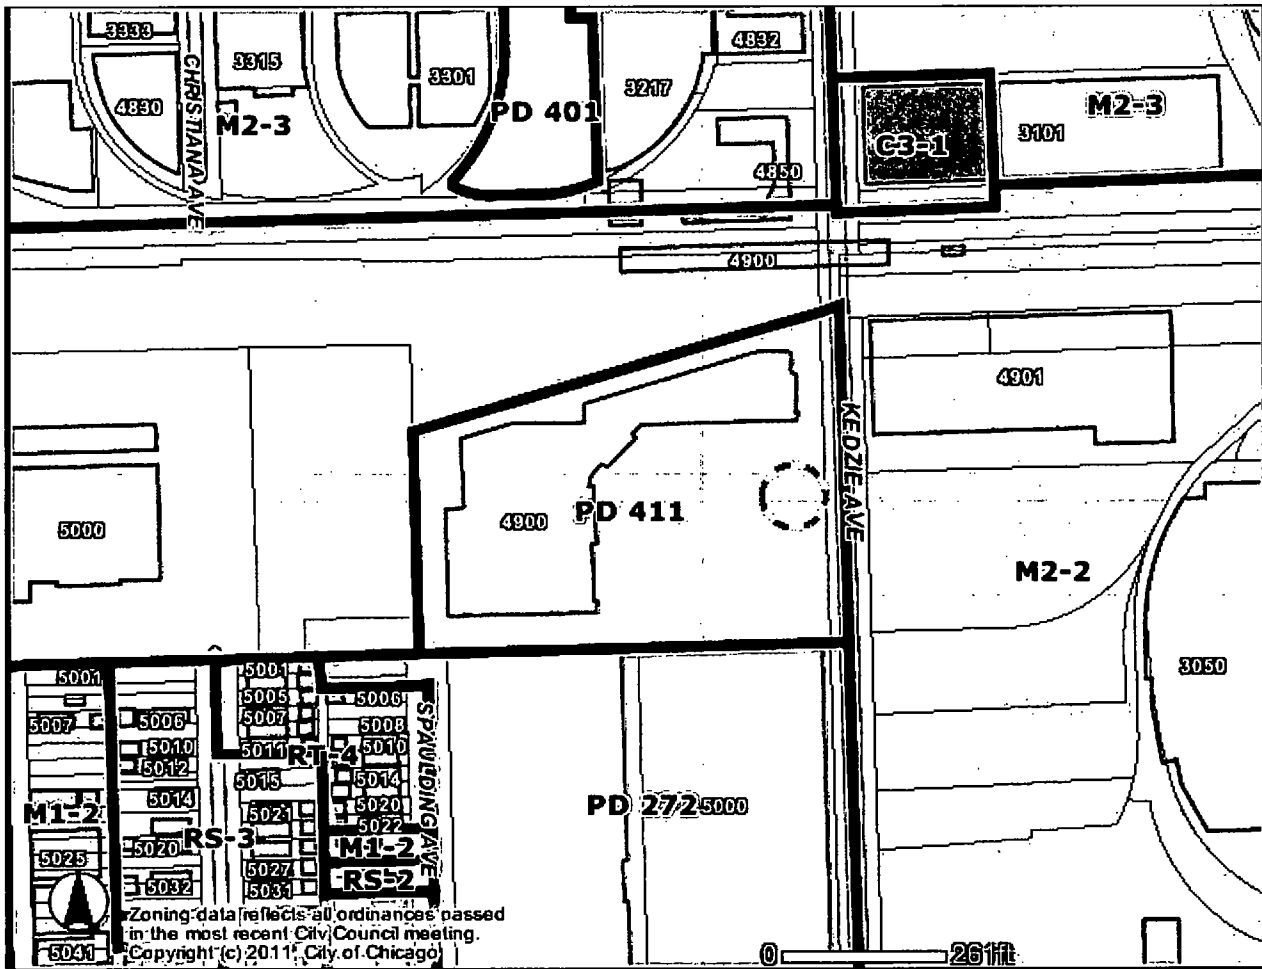 3333
3315
3301
4832
4830
3217
CHRISTIANA AVE
M2-3
PD 401
M2-3
3101
C3-1
4850
4900
4901
KEDZIE AVE
5000
4900
PD 411
M2-2
3050
5001
5001
5005
5006
5007
5006
5007
5008
5010
5011
5010
RT-4
SPAULDING AVE
5012
5015
5014
5014
PD 272
5000
M1-2
5021
5020
5022
RS-3
5020
M1-2
5025
5027
RS-2
5032
5031
Zoning data reflects all ordinances passed
in the most recent City Council meeting.
Copyright (c) 2011 City of Chicago
5041
0 261ft